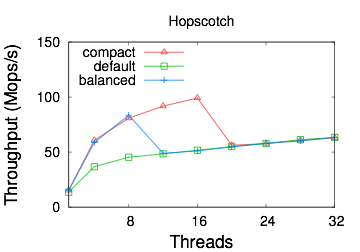 Hopscotch
Throughput (Mops/s)
150
100
50
0
compact
default
balanced
8 16 24 32
Threads